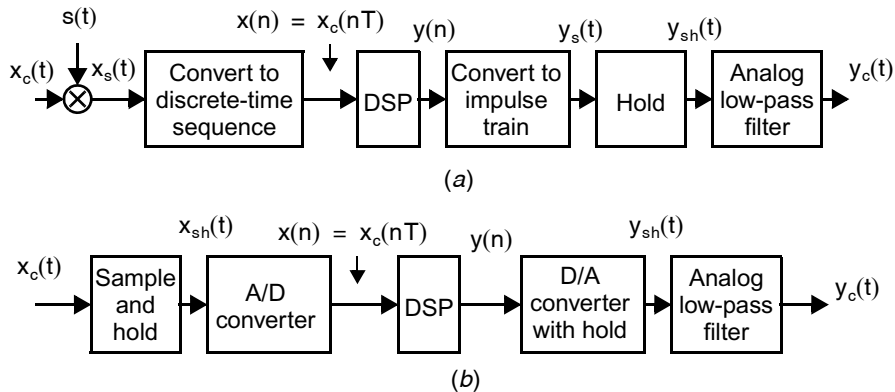 s(t)
x(n) = x_c(nT)
y(n)
y_s(t)
y_sh(t)
x_c(t)
x_s(t)
y_c(t)
Convert to
discrete-time
sequence
DSP
Convert to
impulse
train
Hold
Analog
low-pass
filter
(a)
x_sh(t)
x(n) = x_c(nT)
y(n)
y_sh(t)
x_c(t)
y_c(t)
Sample
and
hold
A/D
converter
DSP
D/A
converter
with hold
Analog
low-pass
filter
(b)